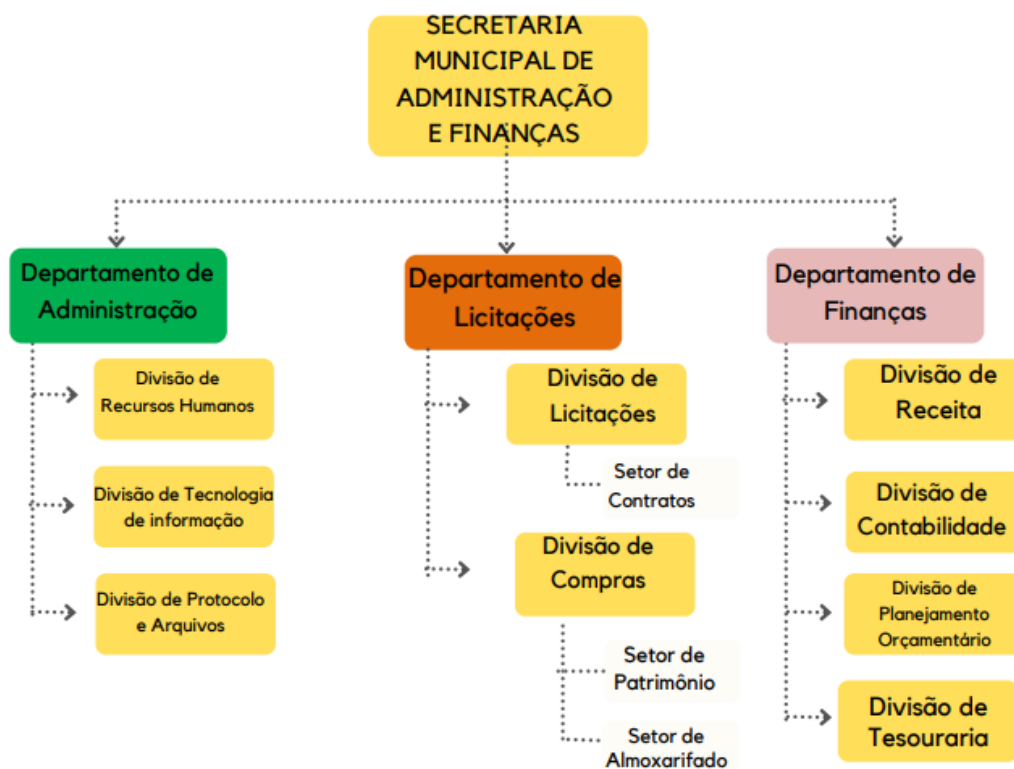 SECRETARIA
MUNICIPAL DE
ADMINISTRAÇÃO
E FINANÇAS
Departamento de
Administração
Divisão de
Recursos Humanos
Divisão de Tecnologia
de informação
Divisão de Protocolo
e Arquivos
Departamento de
Licitações
Divisão de
Licitações
Setor de
Contratos
Divisão de
Compras
Setor de
Patrimônio
Setor de
Almoxarifado
Departamento de
Finanças
Divisão de
Receita
Divisão de
Contabilidade
Divisão de
Planejamento
Orçamentário
Divisão de
Tesouraria